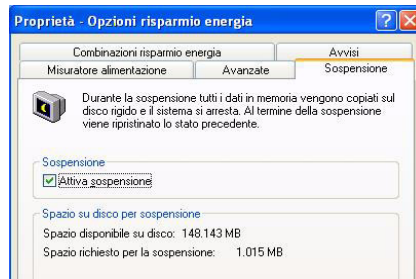 Proprietà - Opzioni risparmio energia
Combinazioni risparmio energia Avvisi
Misuratore alimentazione Avanzate Sospensione
Durante la sospensione tutti i dati in memoria vengono copiati sul
disco rigido e il sistema si arresta. Al termine della sospensione
viene ripristinato lo stato precedente.
Sospensione
Attiva sospensione
Spazio su disco per sospensione
Spazio disponibile su disco: 148.143 MB
Spazio richiesto per la sospensione: 1.015 MB